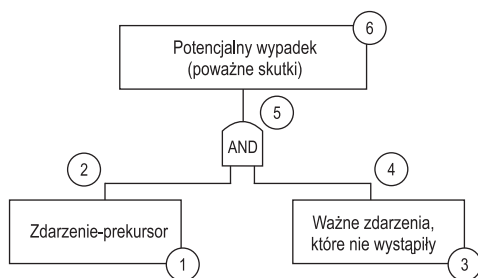 6
Potencjalny wypadek
(poważne skutki)
5
AND
2
4
Zdarzenie-prekursor
Ważne zdarzenia,
które nie wystąpiły
1
3